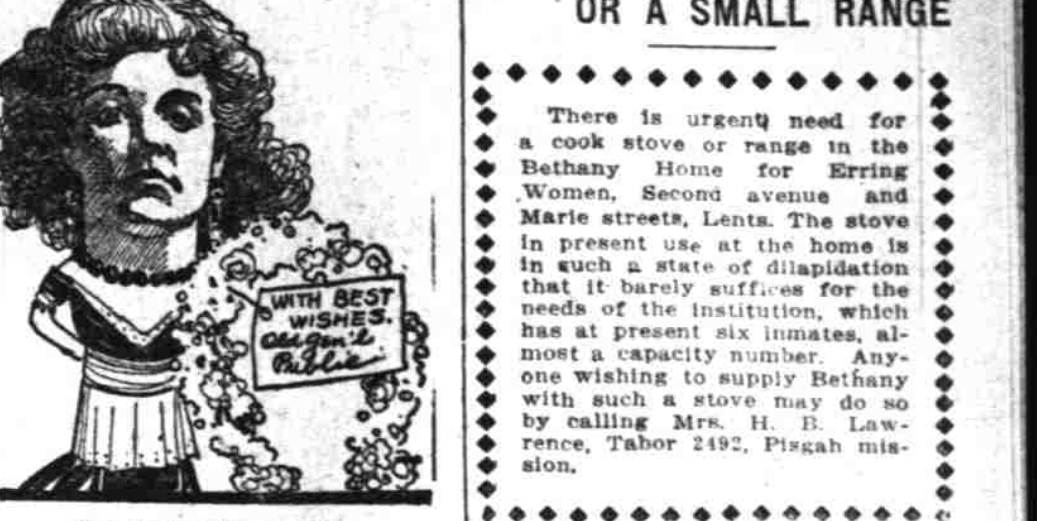 WITH BEST
WISHES.
Old Gen'l
Public
OR A SMALL RANGE
There is urgent need for
a cook stove or range in the
Bethany Home for Erring
Women, Second avenue and
Marie streets, Lents. The stove
in present use at the home is
in such a state of dilapidation
that it barely suffices for the
needs of the institution, which
has at present six inmates, al-
most a capacity number. Any-
one wishing to supply Bethany
with such a stove may do so
by calling Mrs. H. B. Law-
rence, Tabor 2492, Pisgah mis-
sion.